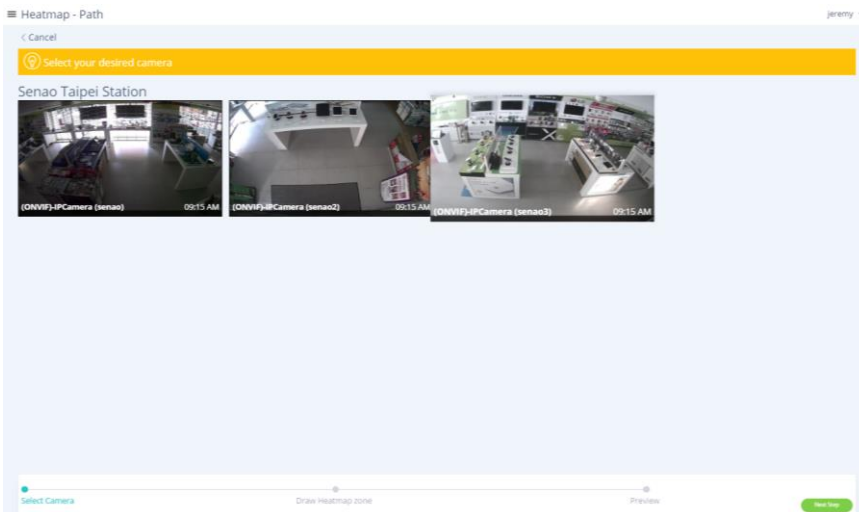 Heatmap - Path
jeremy
< Cancel
Select your desired camera
Senao Taipei Station
(ONVIF)-IPCamera (senao) 09:15 AM
(ONVIF)-IPCamera (senao2) 09:15 AM
(ONVIF)-IPCamera (senao3) 09:15 AM
Select Camera
Draw Heatmap zone
Preview
Next Step